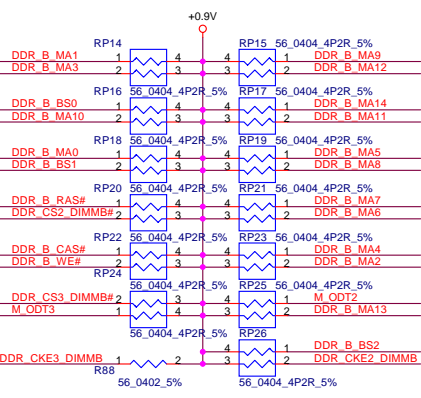 +0.9V
RP14 RP15 56_0404_4P2R_5%
DDR_B_MA1 1 4 4 1 DDR_B_MA9
DDR_B_MA3 2 3 3 2 DDR_B_MA12
RP16 56_0404_4P2R_5% RP17 56_0404_4P2R_5%
DDR_B_BS0 1 4 4 1 DDR_B_MA14
DDR_B_MA10 2 3 3 2 DDR_B_MA11
RP18 56_0404_4P2R_5% RP19 56_0404_4P2R_5%
DDR_B_MA0 1 4 4 1 DDR_B_MA5
DDR_B_BS1 2 3 3 2 DDR_B_MA8
RP20 56_0404_4P2R_5% RP21 56_0404_4P2R_5%
DDR_B_RAS# 1 4 4 1 DDR_B_MA7
DDR_CS2_DIMMB# 2 3 3 2 DDR_B_MA6
RP22 56_0404_4P2R_5% RP23 56_0404_4P2R_5%
DDR_B_CAS# 1 4 4 1 DDR_B_MA4
DDR_B_WE# 2 3 3 2 DDR_B_MA2
RP24 56_0404_4P2R_5% RP25 56_0404_4P2R_5%
DDR_CS3_DIMMB# 2 3 4 1 M_ODT2
M_ODT3 1 4 3 2 DDR_B_MA13
56_0404_4P2R_5% RP26
4 1 DDR_B_BS2
DDR_CKE3_DIMMB 1 2 3 2 DDR_CKE2_DIMMB
R88
56_0402_5% 56_0404_4P2R_5%